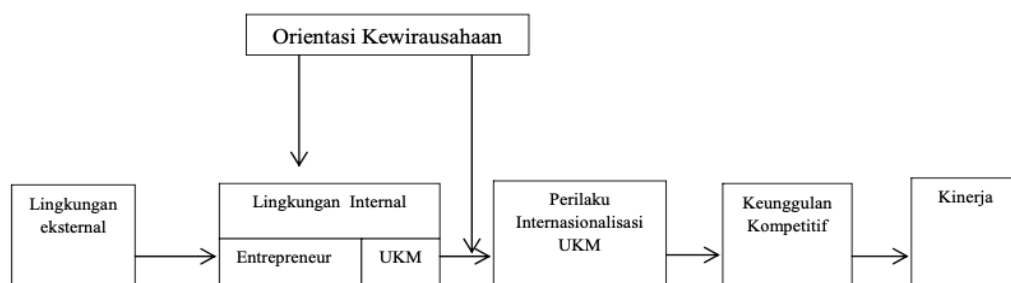 Orientasi Kewirausahaan
Lingkungan
eksternal
Lingkungan Internal
Entrepreneur
UKM
Perilaku
Internasionalisasi
UKM
Keunggulan
Kompetitif
Kinerja